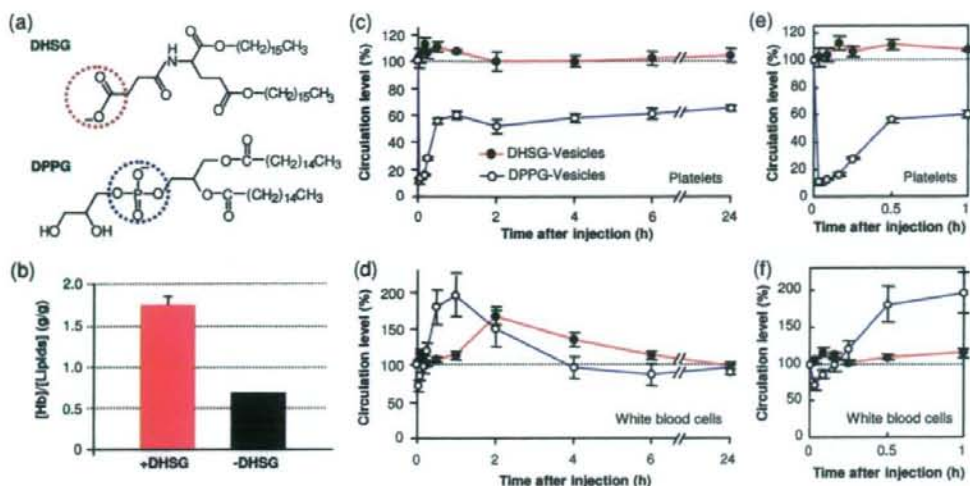 (a)
DHSG
O
O–(CH₂)₁₅CH₃
H
N
O
O
–O
O
O–(CH₂)₁₅CH₃
DPPG
O
O–C–(CH₂)₁₄CH₃
O–P–O
O
O–C–(CH₂)₁₄CH₃
O
HO
OH
(b)
[Hb]/[Lipids] (g/g)
2.0
1.5
1.0
0.5
0
+DHSG
-DHSG
(c)
Circulation level (%)
120
100
80
60
40
20
0
DHSG-Vesicles
DPPG-Vesicles
Platelets
0 2 4 6 24
Time after injection (h)
(d)
Circulation level (%)
200
150
100
50
0
White blood cells
0 2 4 6 24
Time after injection (h)
(e)
Circulation level (%)
120
100
80
60
40
20
0
Platelets
0 0.5 1
Time after injection (h)
(f)
Circulation level (%)
200
150
100
50
0
White blood cells
0 0.5 1
Time after injection (h)